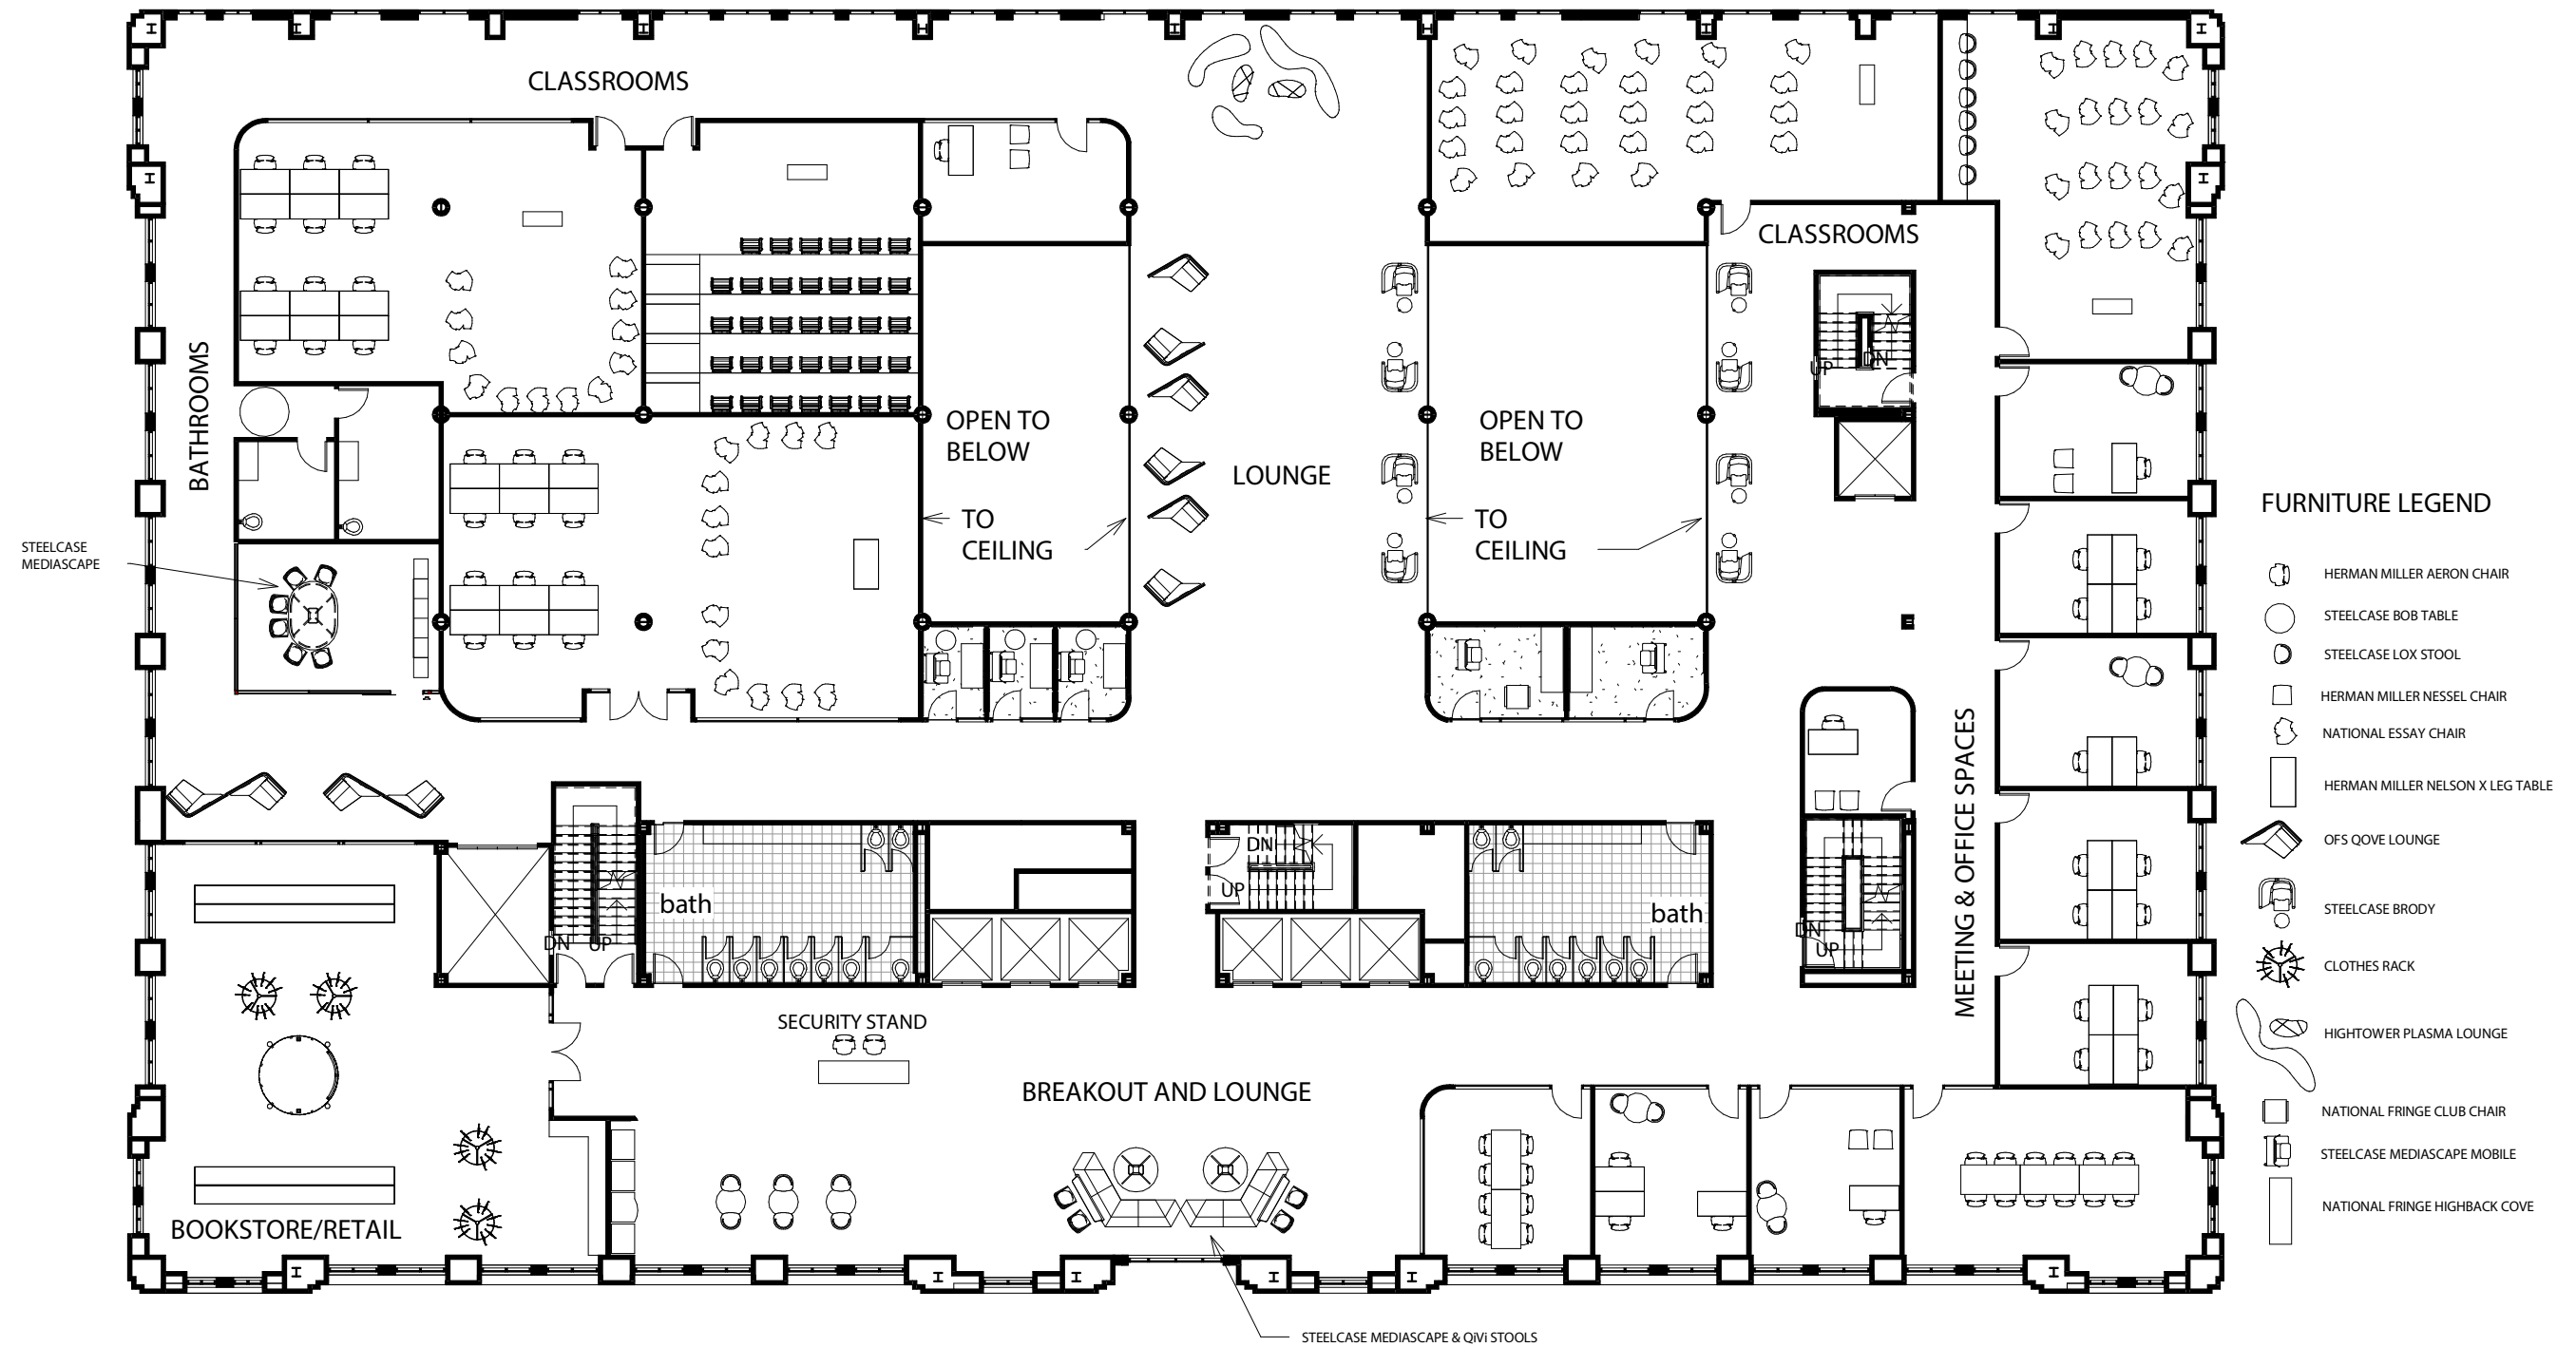 CLASSROOMS
CLASSROOMS
BATHROOMS
OPEN TO
BELOW
TO
CEILING
LOUNGE
OPEN TO
BELOW
TO
CEILING
UP
DN
STEELCASE
MEDIASCAPE
MEETING & OFFICE SPACES
bath
DN
UP
DN
UP
bath
DN
UP
SECURITY STAND
BREAKOUT AND LOUNGE
BOOKSTORE/RETAIL
STEELCASE MEDIASCAPE & QiVi STOOLS
FURNITURE LEGEND
HERMAN MILLER AERON CHAIR
STEELCASE BOB TABLE
STEELCASE LOX STOOL
HERMAN MILLER NESSEL CHAIR
NATIONAL ESSAY CHAIR
HERMAN MILLER NELSON X LEG TABLE
OFS QOVE LOUNGE
STEELCASE BRODY
CLOTHES RACK
HIGHTOWER PLASMA LOUNGE
NATIONAL FRINGE CLUB CHAIR
STEELCASE MEDIASCAPE MOBILE
NATIONAL FRINGE HIGHBACK COVE